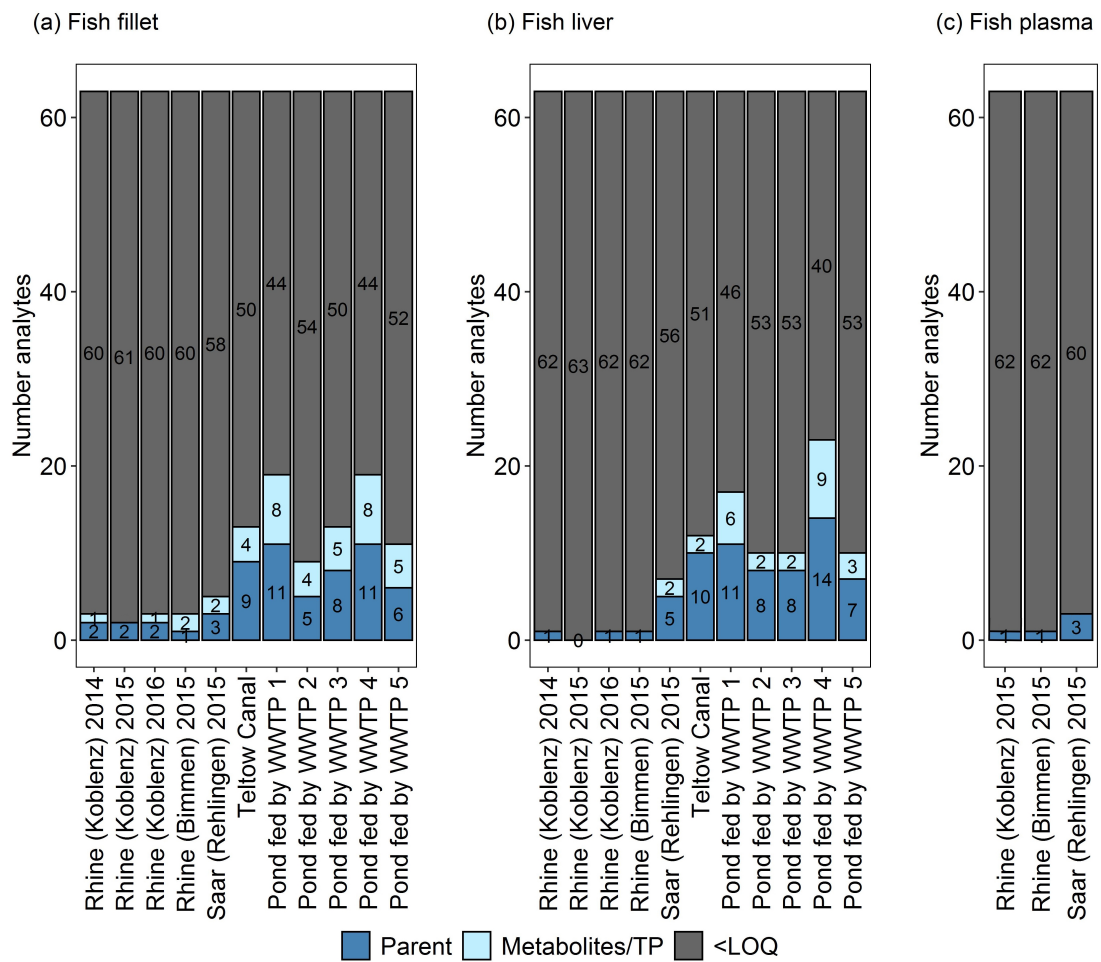 (a) Fish fillet
(b) Fish liver
(c) Fish plasma
Number analytes
60
40
20
0
60 61 60 60 58 50 44 54 50 44 52
1 1 2 2 4 8 4 5 8 5
2 2 2 1 3 9 11 5 8 11 6
Rhine (Koblenz) 2014
Rhine (Koblenz) 2015
Rhine (Koblenz) 2016
Rhine (Bimmen) 2015
Saar (Rehlingen) 2015
Teltow Canal
Pond fed by WWTP 1
Pond fed by WWTP 2
Pond fed by WWTP 3
Pond fed by WWTP 4
Pond fed by WWTP 5
Number analytes
60
40
20
0
62 63 62 62 56 51 46 53 53 40 53
2 2 6 2 2 9 3
1 0 1 1 5 10 11 8 8 14 7
Rhine (Koblenz) 2014
Rhine (Koblenz) 2015
Rhine (Koblenz) 2016
Rhine (Bimmen) 2015
Saar (Rehlingen) 2015
Teltow Canal
Pond fed by WWTP 1
Pond fed by WWTP 2
Pond fed by WWTP 3
Pond fed by WWTP 4
Pond fed by WWTP 5
Number analytes
60
40
20
0
62 62 60
1 1 3
Rhine (Koblenz) 2015
Rhine (Bimmen) 2015
Saar (Rehlingen) 2015
Parent Metabolites/TP <LOQ